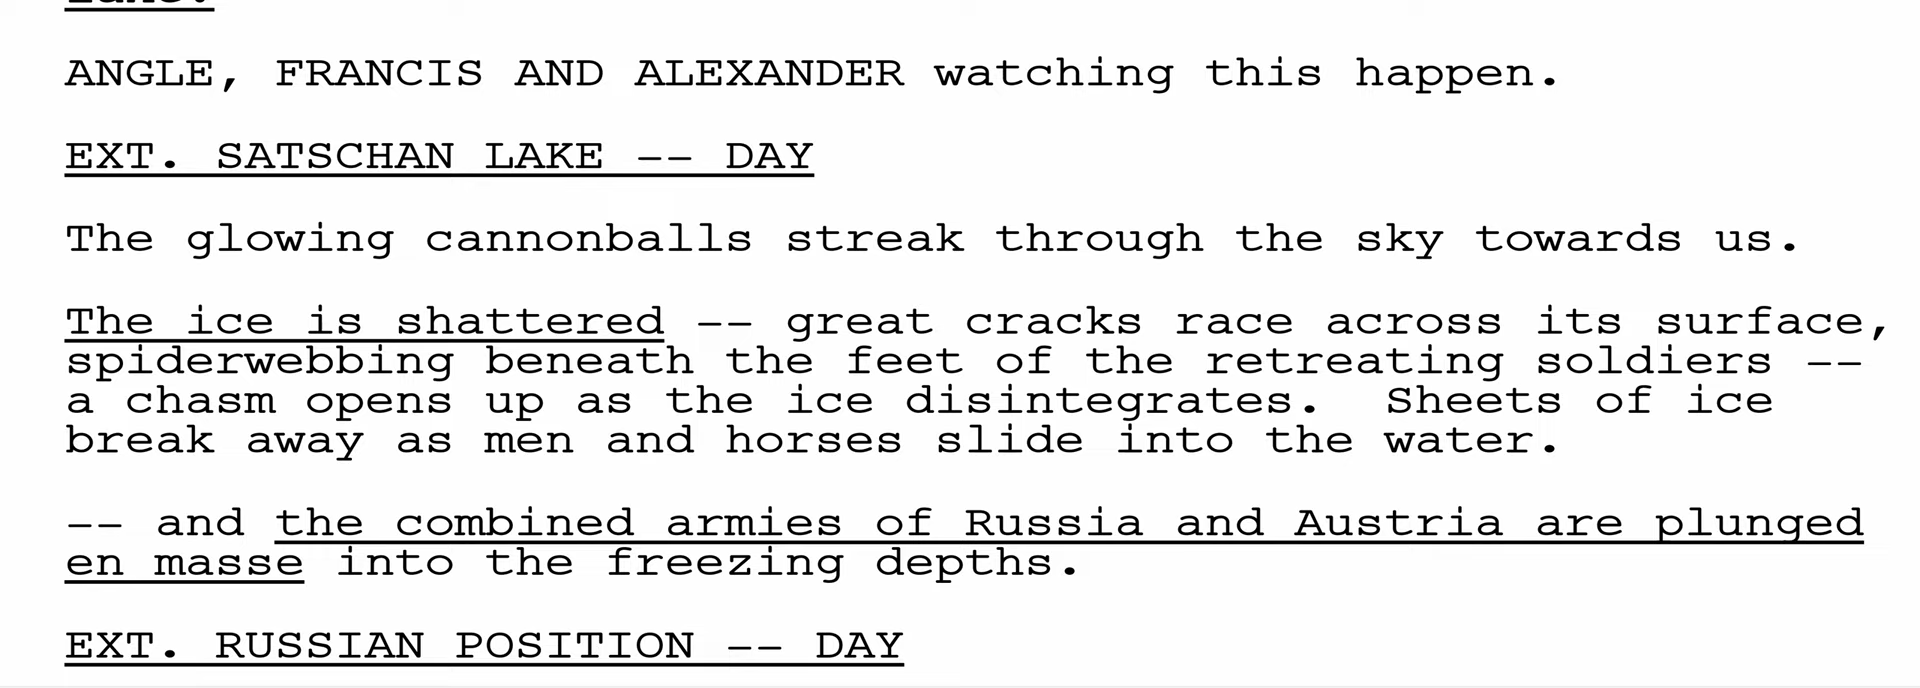 ANGLE, FRANCIS AND ALEXANDER watching this happen.
EXT. SATSCHAN LAKE -- DAY
The glowing cannonballs streak through the sky towards us.
The ice is shattered -- great cracks race across its surface,
spiderwebbing beneath the feet of the retreating soldiers --
a chasm opens up as the ice disintegrates.  Sheets of ice
break away as men and horses slide into the water.
-- and the combined armies of Russia and Austria are plunged
en masse into the freezing depths.
EXT. RUSSIAN POSITION -- DAY